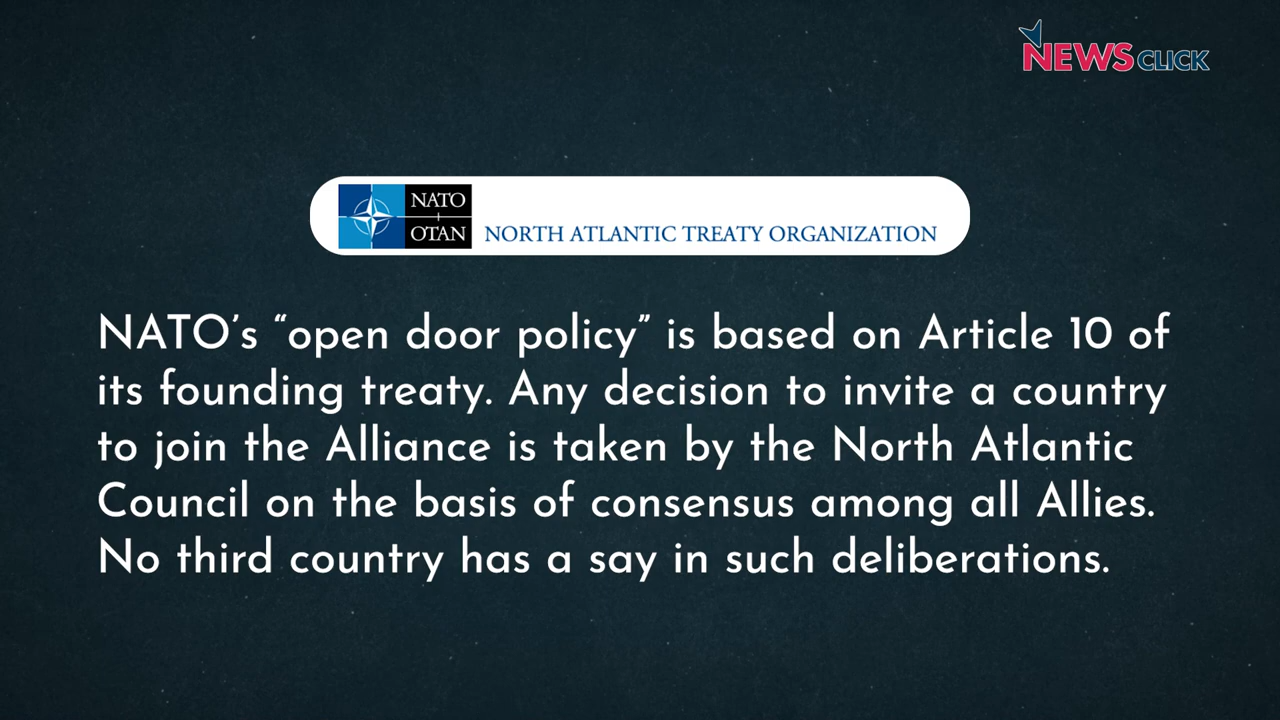 NEWSCLICK
NATO
OTAN
NORTH ATLANTIC TREATY ORGANIZATION
NATO’s “open door policy” is based on Article 10 of
its founding treaty. Any decision to invite a country
to join the Alliance is taken by the North Atlantic
Council on the basis of consensus among all Allies.
No third country has a say in such deliberations.